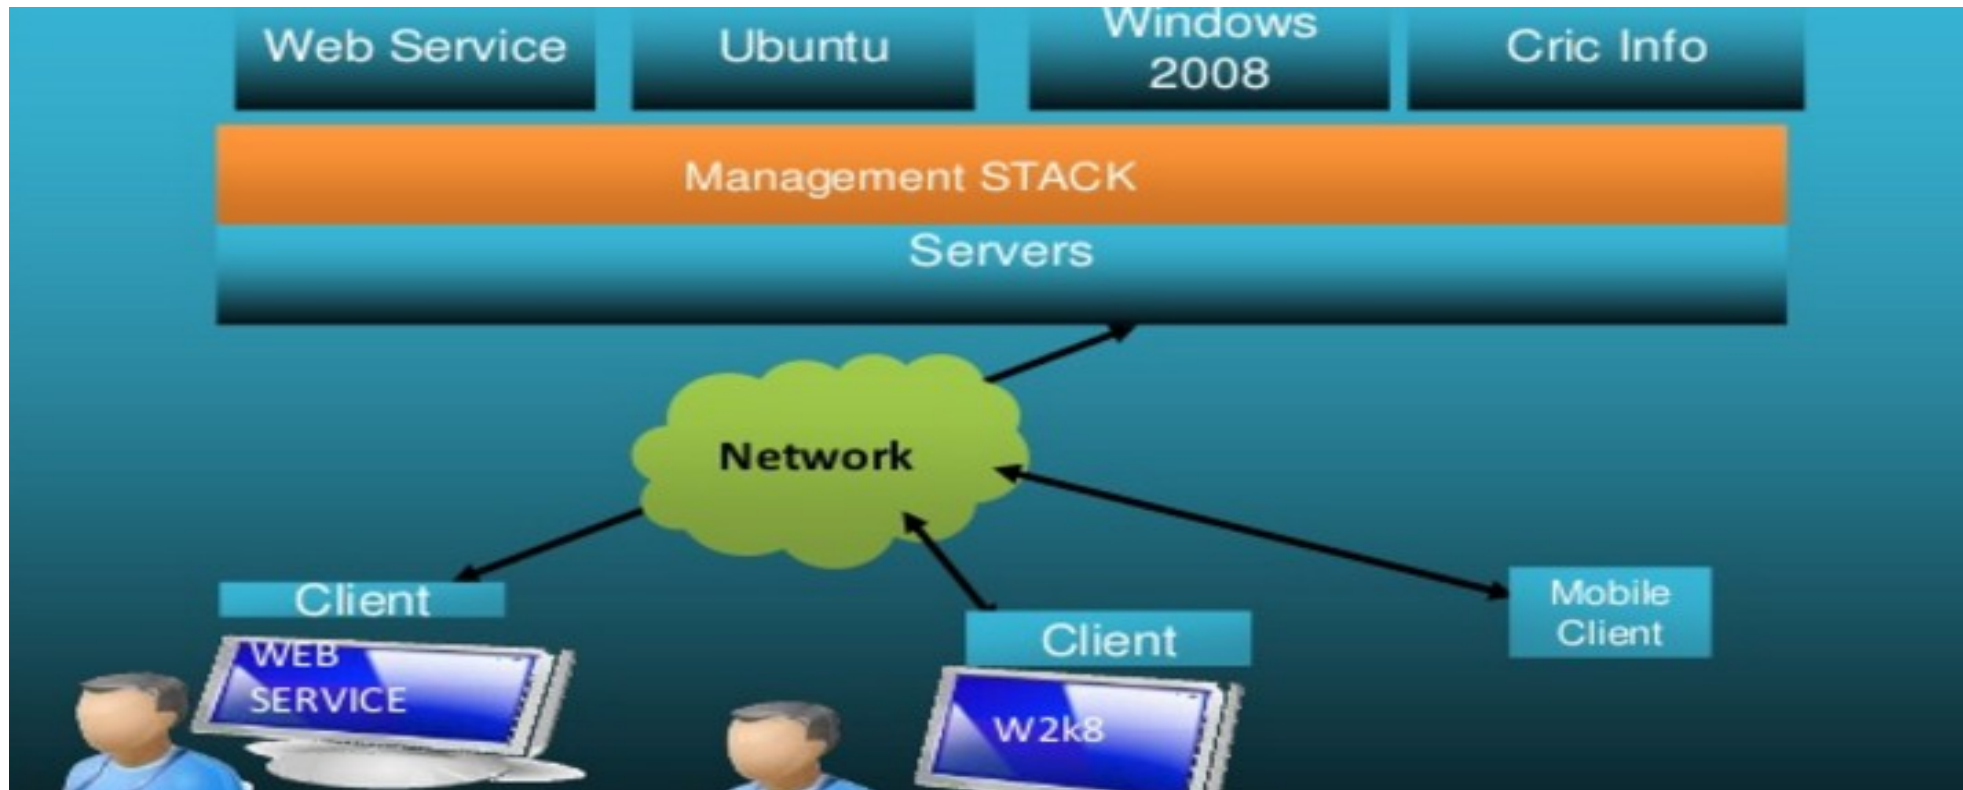 Web Service
Ubuntu
Windows
2008
Cric Info
Management STACK
Servers
Network
Client
Client
Mobile
Client
WEB
SERVICE
W2k8